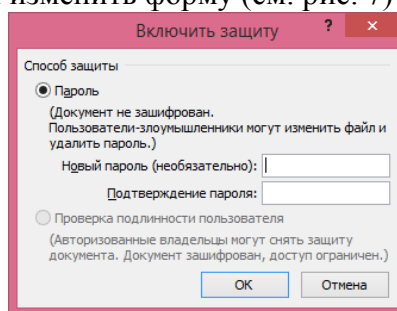 изменить форму (см. рис. 7)
Включить защиту ? ×
Способ защиты
Пароль
(Документ не зашифрован.
Пользователи-злоумышленники могут изменить файл и
удалить пароль.)
Новый пароль (необязательно):
Подтверждение пароля:
Проверка подлинности пользователя
(Авторизованные владельцы могут снять защиту
документа. Документ зашифрован, доступ ограничен.)
ОК Отмена